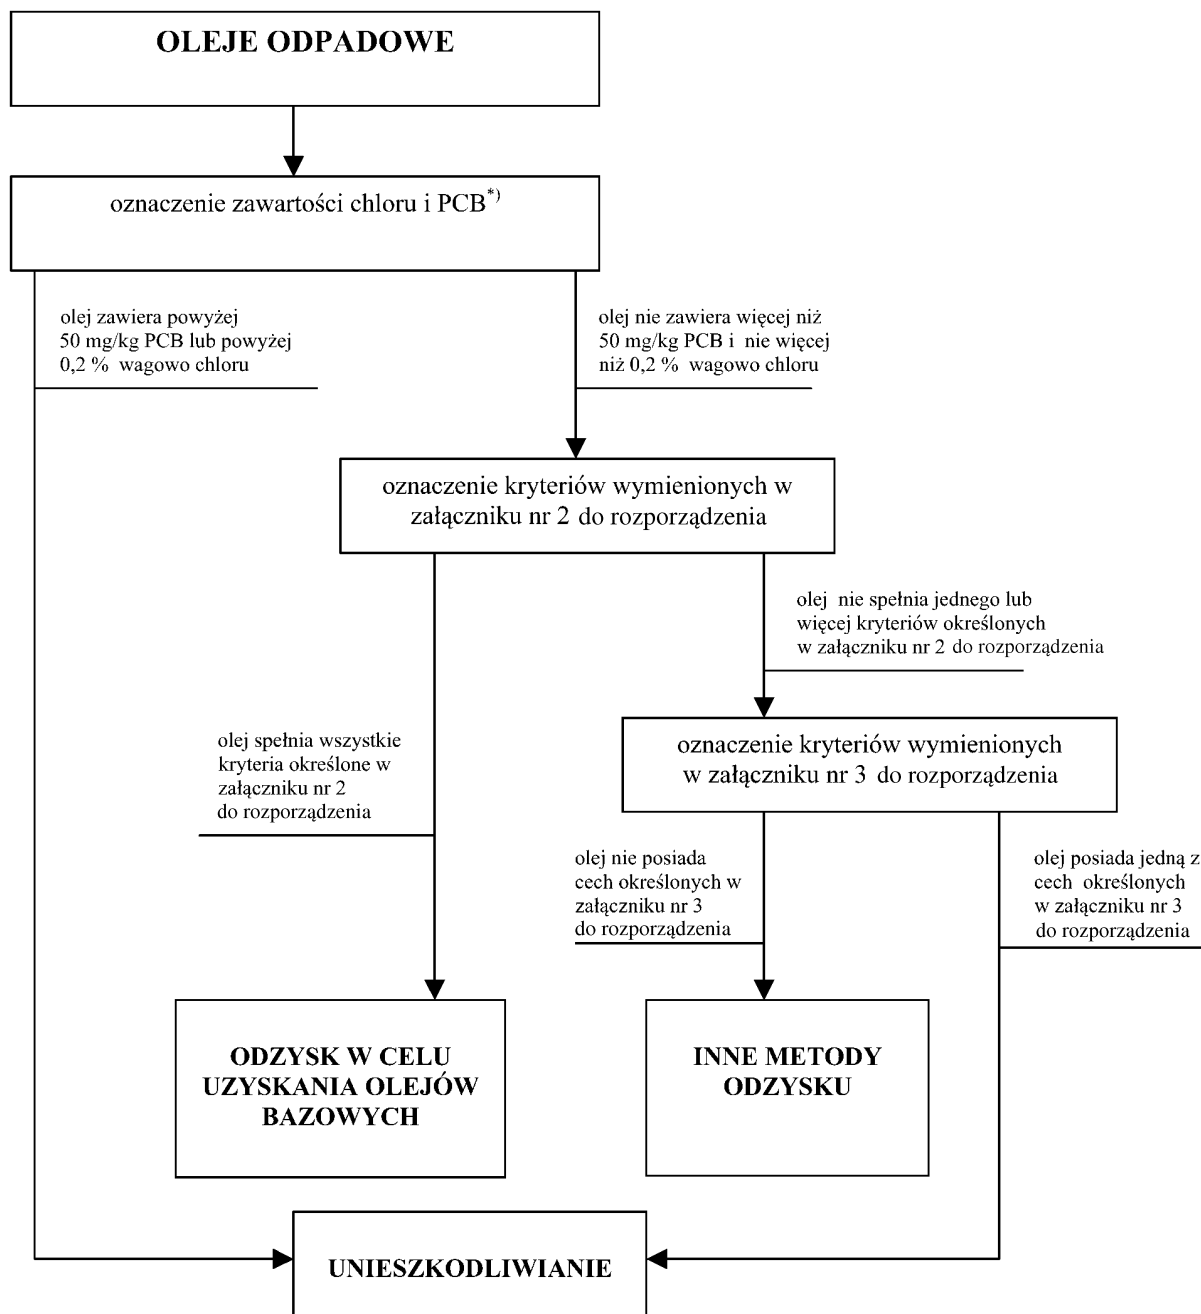 OLEJE ODPADOWE
oznaczenie zawartości chloru i PCB*)
olej zawiera powyżej
50 mg/kg PCB lub powyżej
0,2 % wagowo chloru
olej nie zawiera więcej niż
50 mg/kg PCB i nie więcej
niż 0,2 % wagowo chloru
oznaczenie kryteriów wymienionych w
załączniku nr 2 do rozporządzenia
olej nie spełnia jednego lub
więcej kryteriów określonych
w załączniku nr 2 do rozporządzenia
olej spełnia wszystkie
kryteria określone w
załączniku nr 2
do rozporządzenia
oznaczenie kryteriów wymienionych
w załączniku nr 3 do rozporządzenia
olej nie posiada
cech określonych w
załączniku nr 3
do rozporządzenia
olej posiada jedną z
cech określonych
w załączniku nr 3
do rozporządzenia
ODZYSK W CELU
UZYSKANIA OLEJÓW
BAZOWYCH
INNE METODY
ODZYSKU
UNIESZKODLIWIANIE